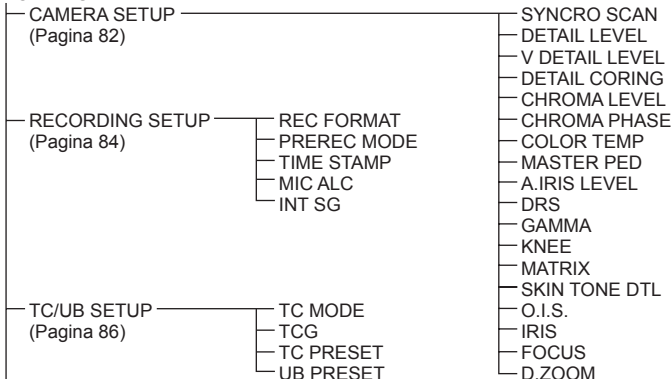 CAMERA SETUP
(Pagina 82)
SYNCRO SCAN
DETAIL LEVEL
V DETAIL LEVEL
DETAIL CORING
CHROMA LEVEL
CHROMA PHASE
COLOR TEMP
MASTER PED
A.IRIS LEVEL
DRS
GAMMA
KNEE
MATRIX
SKIN TONE DTL
O.I.S.
IRIS
FOCUS
D.ZOOM
RECORDING SETUP
(Pagina 84)
REC FORMAT
PREREC MODE
TIME STAMP
MIC ALC
INT SG
TC/UB SETUP
(Pagina 86)
TC MODE
TCG
TC PRESET
UB PRESET